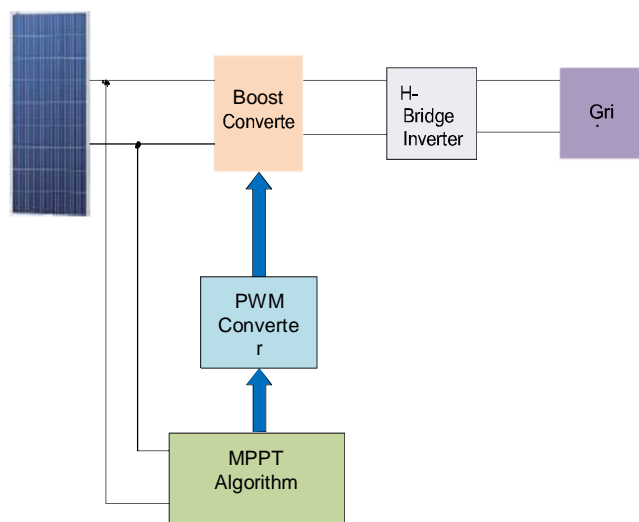 Boost
Converte
H-
Bridge
Inverter
Gri
PWM
Converte
r
MPPT
Algorithm